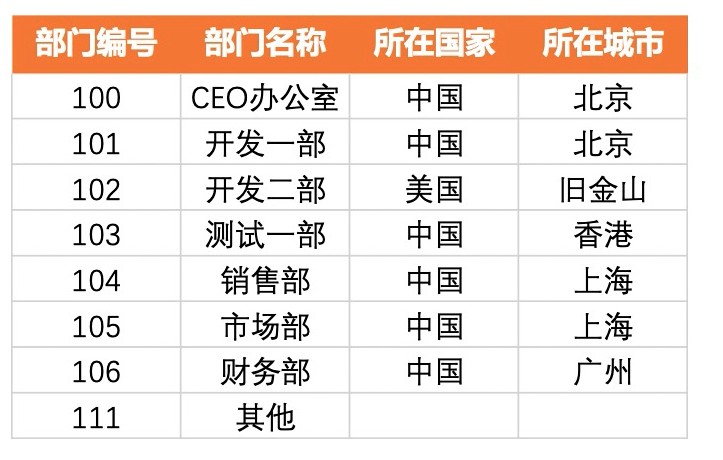 部门编号 部门名称 所在国家 所在城市
100 CEO办公室 中国 北京
101 开发一部 中国 北京
102 开发二部 美国 旧金山
103 测试一部 中国 香港
104 销售部 中国 上海
105 市场部 中国 上海
106 财务部 中国 广州
111 其他